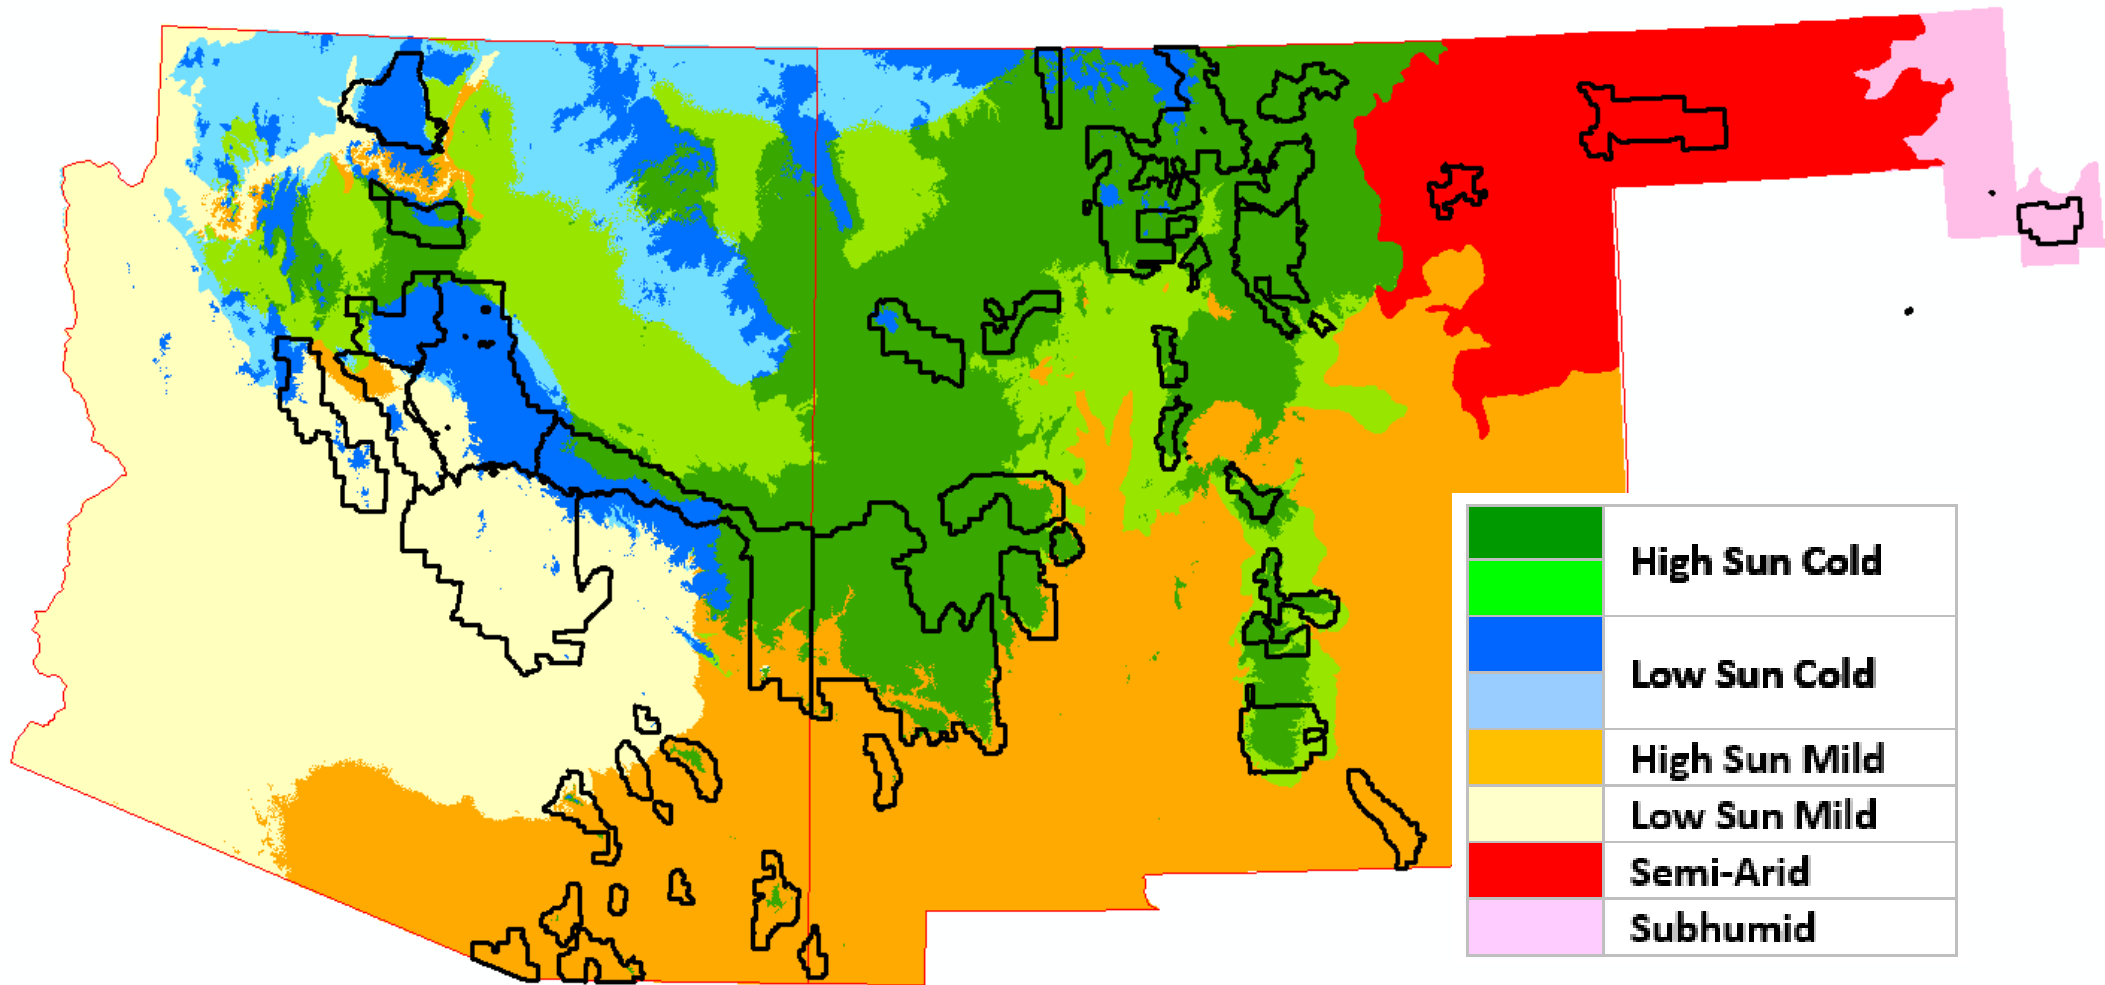 High Sun Cold
Low Sun Cold
High Sun Mild
Low Sun Mild
Semi-Arid
Subhumid